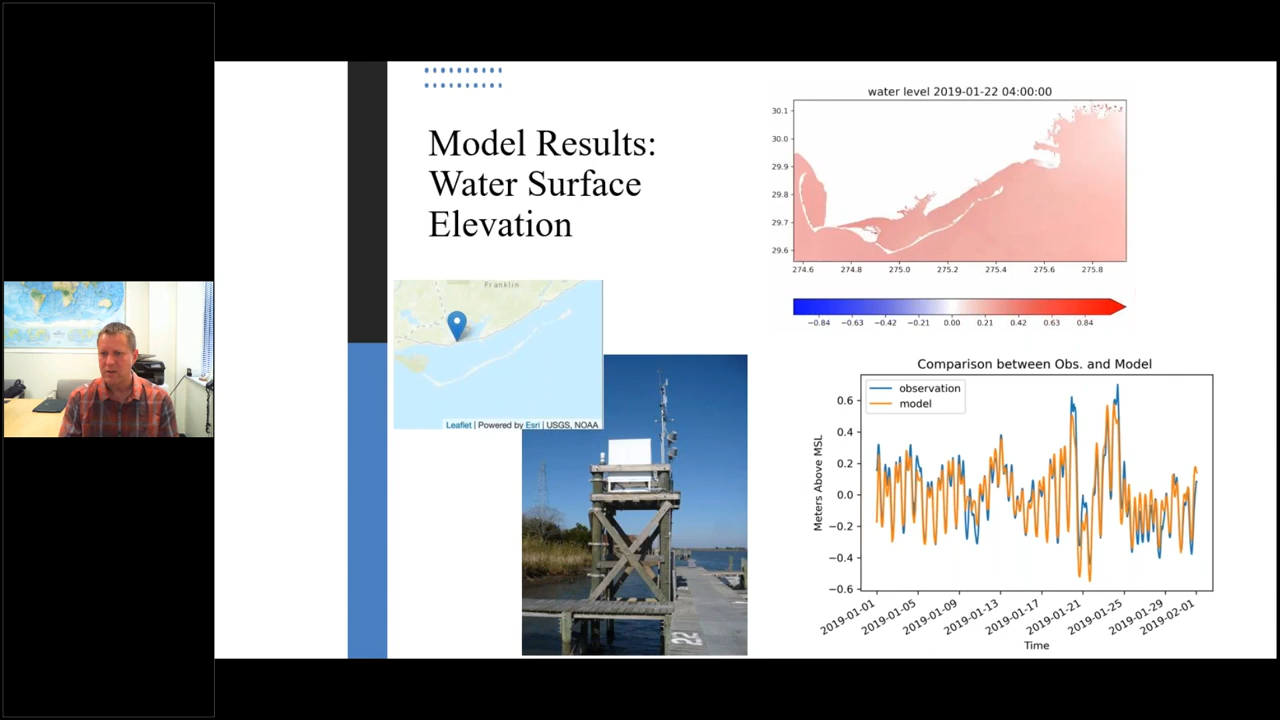 Model Results:
Water Surface
Elevation
water level 2019-01-22 04:00:00
30.1
30.0
29.9
29.8
29.7
29.6
274.6 274.8 275.0 275.2 275.4 275.6 275.8
−0.84 −0.63 −0.42 −0.21 0.00 0.21 0.42 0.63 0.84
Franklin
Leaflet | Powered by Esri | USGS, NOAA
22
Comparison between Obs. and Model
observation
model
Meters Above MSL
0.6
0.4
0.2
0.0
−0.2
−0.4
−0.6
2019-01-01 2019-01-05 2019-01-09 2019-01-13 2019-01-17 2019-01-21 2019-01-25 2019-01-29 2019-02-01
Time